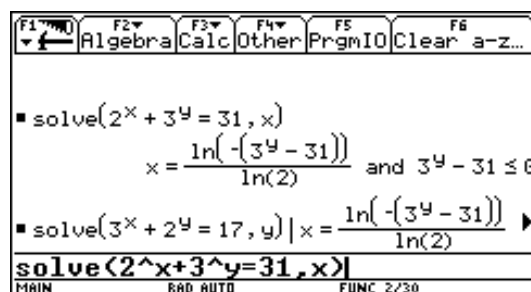 F1 F2 F3 F4 F5 F6
Algebra Calc Other PrgmIO Clear a-z…
▪ solve(2^x + 3^y = 31, x)
x = ln(-(3^y - 31))/ln(2) and 3^y - 31 ≤ 0
▪ solve(3^x + 2^y = 17, y) | x = ln(-(3^y - 31))/ln(2) ▶
solve(2^x+3^y=31,x)
MAIN RAD AUTO FUNC 2/30